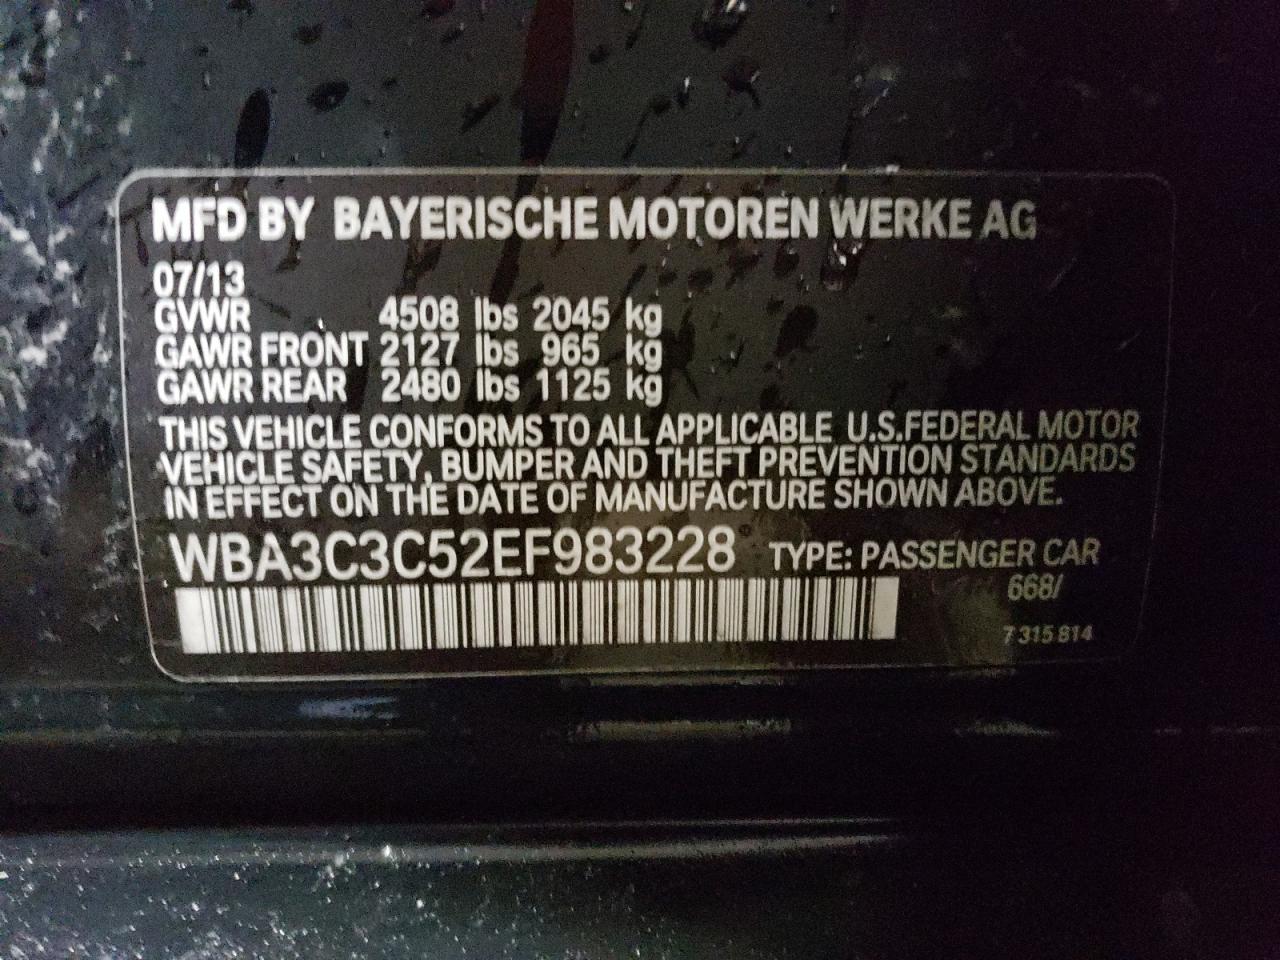 MFD BY BAYERISCHE MOTOREN WERKE AG
07/13
GVWR 4508 lbs 2045 kg
GAWR FRONT 2127 lbs 965 kg
GAWR REAR 2480 lbs 1125 kg
THIS VEHICLE CONFORMS TO ALL APPLICABLE U.S.FEDERAL MOTOR
VEHICLE SAFETY, BUMPER AND THEFT PREVENTION STANDARDS
IN EFFECT ON THE DATE OF MANUFACTURE SHOWN ABOVE.
WBA3C3C52EF983228 TYPE: PASSENGER CAR
668/
7 315 814